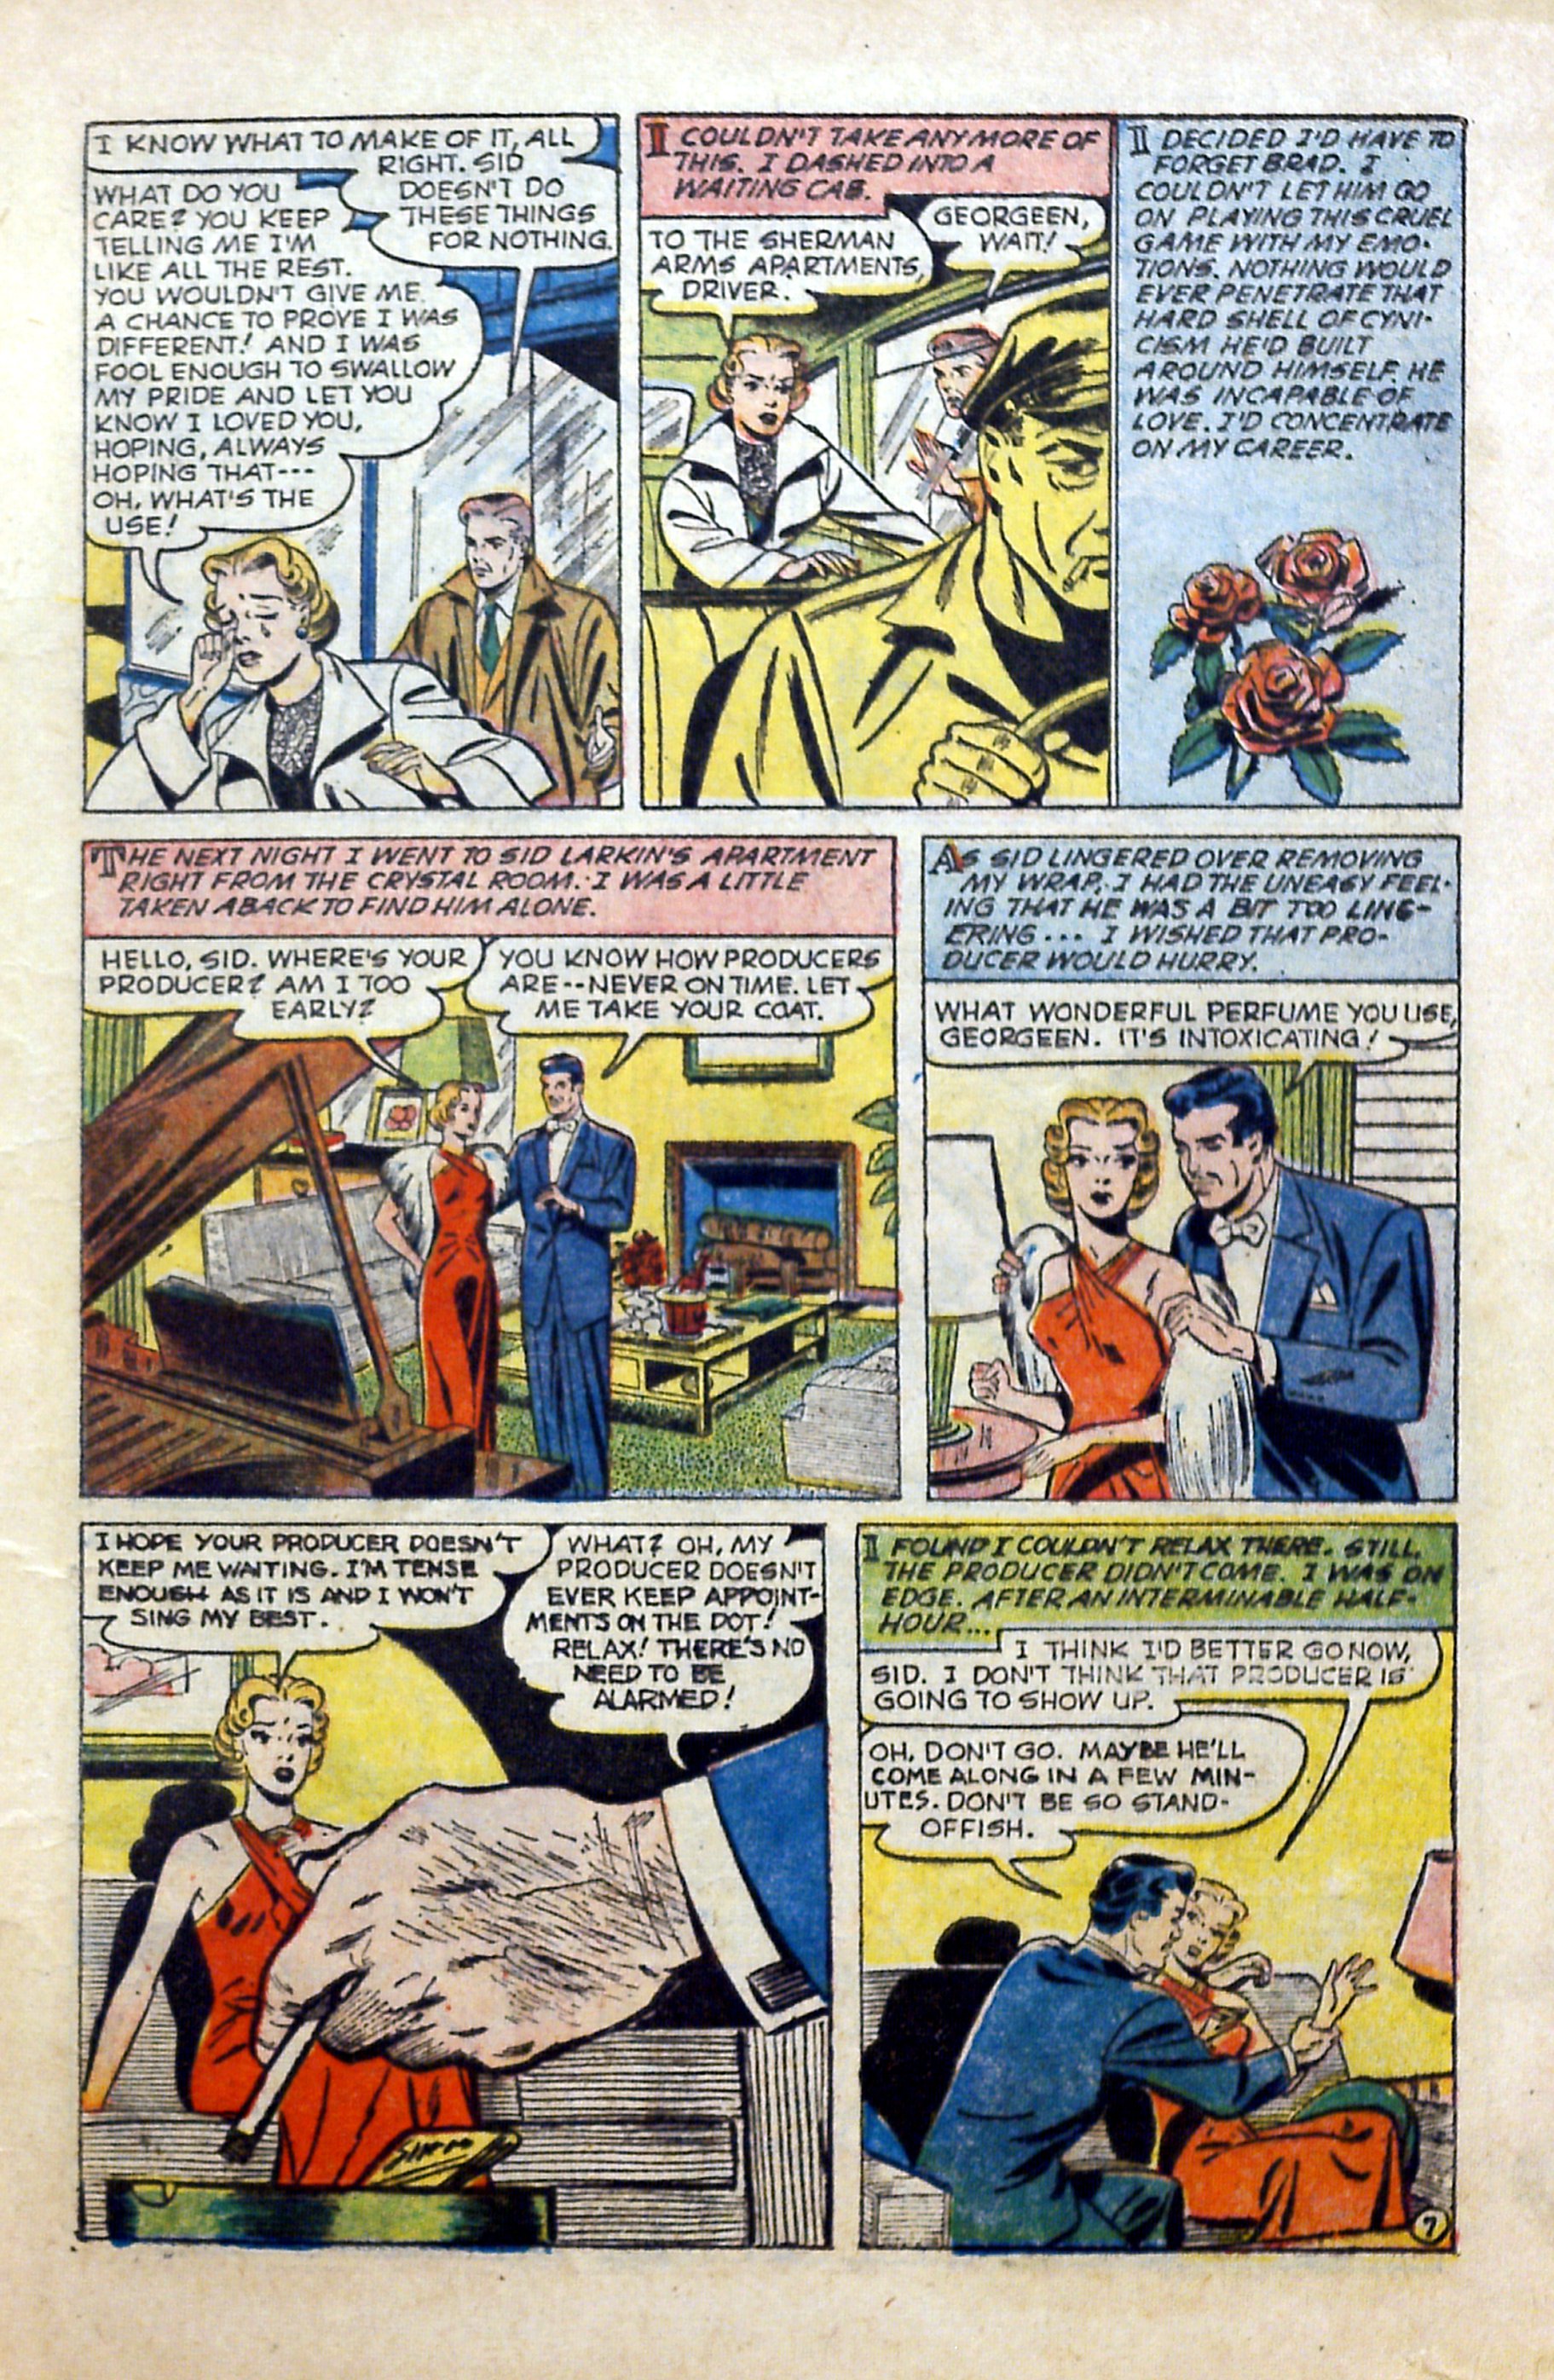 I KNOW WHAT TO MAKE OF IT, ALL
RIGHT. SID
DOESN'T DO
THESE THINGS
FOR NOTHING.
WHAT DO YOU
CARE? YOU KEEP
TELLING ME I'M
LIKE ALL THE REST.
YOU WOULDN'T GIVE ME
A CHANCE TO PROVE I WAS
DIFFERENT! AND I WAS
FOOL ENOUGH TO SWALLOW
MY PRIDE AND LET YOU
KNOW I LOVED YOU,
HOPING, ALWAYS
HOPING THAT---
OH, WHAT'S THE
USE!
I COULDN'T TAKE ANYMORE OF
THIS. I DASHED INTO A
WAITING CAB.
TO THE SHERMAN
ARMS APARTMENTS,
DRIVER.
GEORGEEN,
WAIT!
I DECIDED I'D HAVE TO
FORGET BRAD. I
COULDN'T LET HIM GO
ON PLAYING THIS CRUEL
GAME WITH MY EMO-
TIONS. NOTHING WOULD
EVER PENETRATE THAT
HARD SHELL OF CYNI-
CISM HE'D BUILT
AROUND HIMSELF. HE
WAS INCAPABLE OF
LOVE. I'D CONCENTRATE
ON MY CAREER.
THE NEXT NIGHT I WENT TO SID LARKIN'S APARTMENT
RIGHT FROM THE CRYSTAL ROOM. I WAS A LITTLE
TAKEN ABACK TO FIND HIM ALONE.
HELLO, SID. WHERE'S YOUR
PRODUCER? AM I TOO
EARLY?
YOU KNOW HOW PRODUCERS
ARE--NEVER ON TIME. LET
ME TAKE YOUR COAT.
AS SID LINGERED OVER REMOVING
MY WRAP, I HAD THE UNEASY FEEL-
ING THAT HE WAS A BIT TOO LING-
ERING... I WISHED THAT PRO-
DUCER WOULD HURRY.
WHAT WONDERFUL PERFUME YOU USE,
GEORGEEN. IT'S INTOXICATING!
I HOPE YOUR PRODUCER DOESN'T
KEEP ME WAITING. I'M TENSE
ENOUGH AS IT IS AND I WON'T
SING MY BEST.
WHAT? OH, MY
PRODUCER DOESN'T
EVER KEEP APPOINT-
MENTS ON THE DOT!
RELAX! THERE'S NO
NEED TO BE
ALARMED!
I FOUND I COULDN'T RELAX THERE. STILL,
THE PRODUCER DIDN'T COME. I WAS ON
EDGE. AFTER AN INTERMINABLE HALF-
HOUR...
I THINK I'D BETTER GO NOW,
SID. I DON'T THINK THAT PRODUCER IS
GOING TO SHOW UP.
OH, DON'T GO. MAYBE HE'LL
COME ALONG IN A FEW MIN-
UTES. DON'T BE SO STAND-
OFFISH.
7